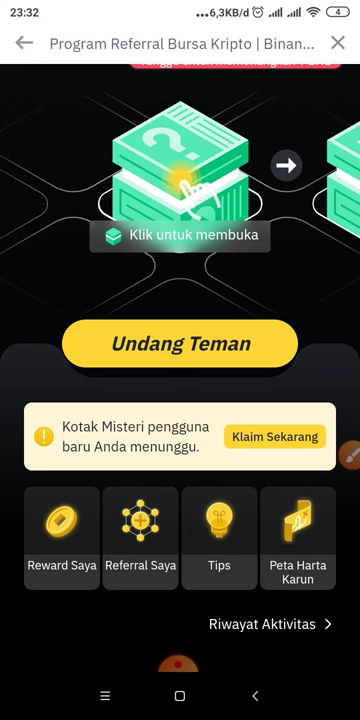 23:32
...6,3KB/d
4
Program Referral Bursa Kripto | Binan...
Klik untuk membuka
Undang Teman
Kotak Misteri pengguna
baru Anda menunggu.
Klaim Sekarang
Reward Saya
Referral Saya
Tips
Peta Harta
Karun
Riwayat Aktivitas